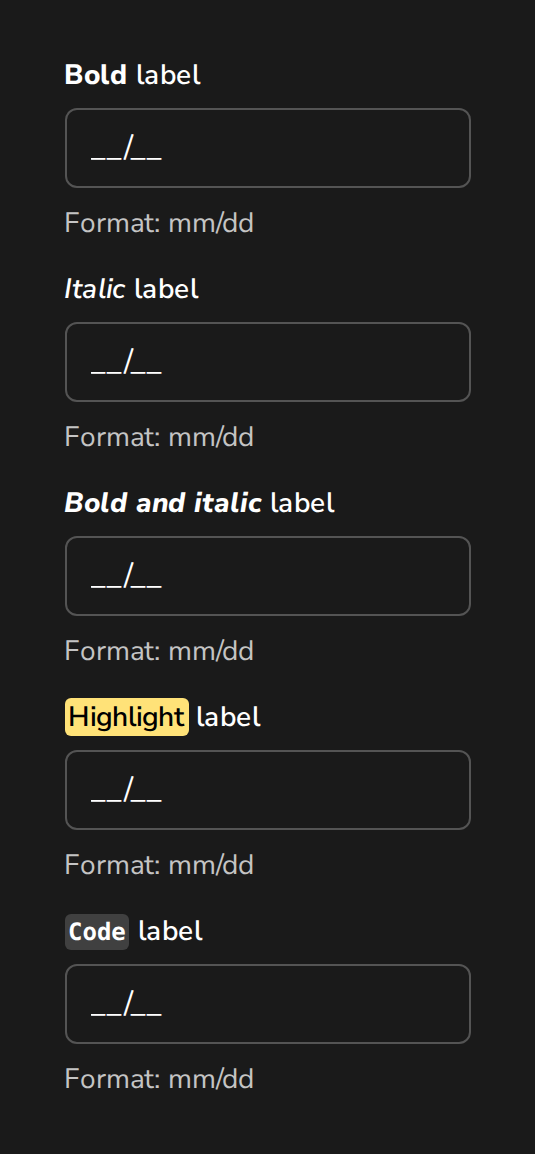 Bold label
__/__
Format: mm/dd
Italic label
__/__
Format: mm/dd
Bold and italic label
__/__
Format: mm/dd
Highlight label
__/__
Format: mm/dd
Code label
__/__
Format: mm/dd